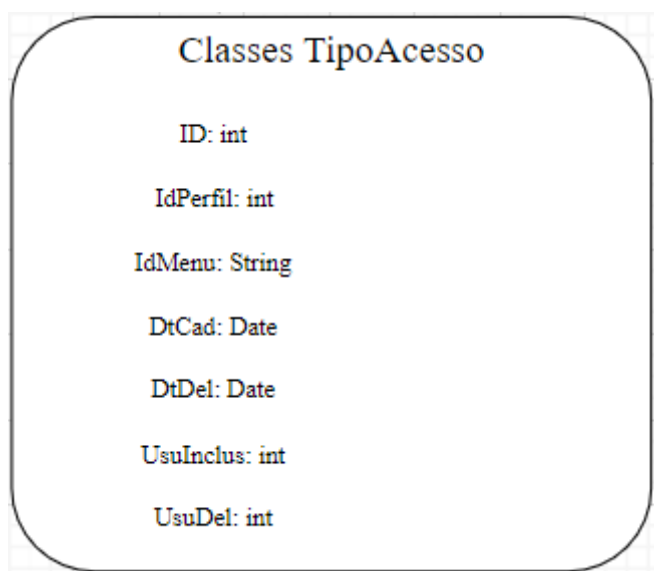 Classes TipoAcesso
ID: int
IdPerfil: int
IdMenu: String
DtCad: Date
DtDel: Date
UsuInclus: int
UsuDel: int